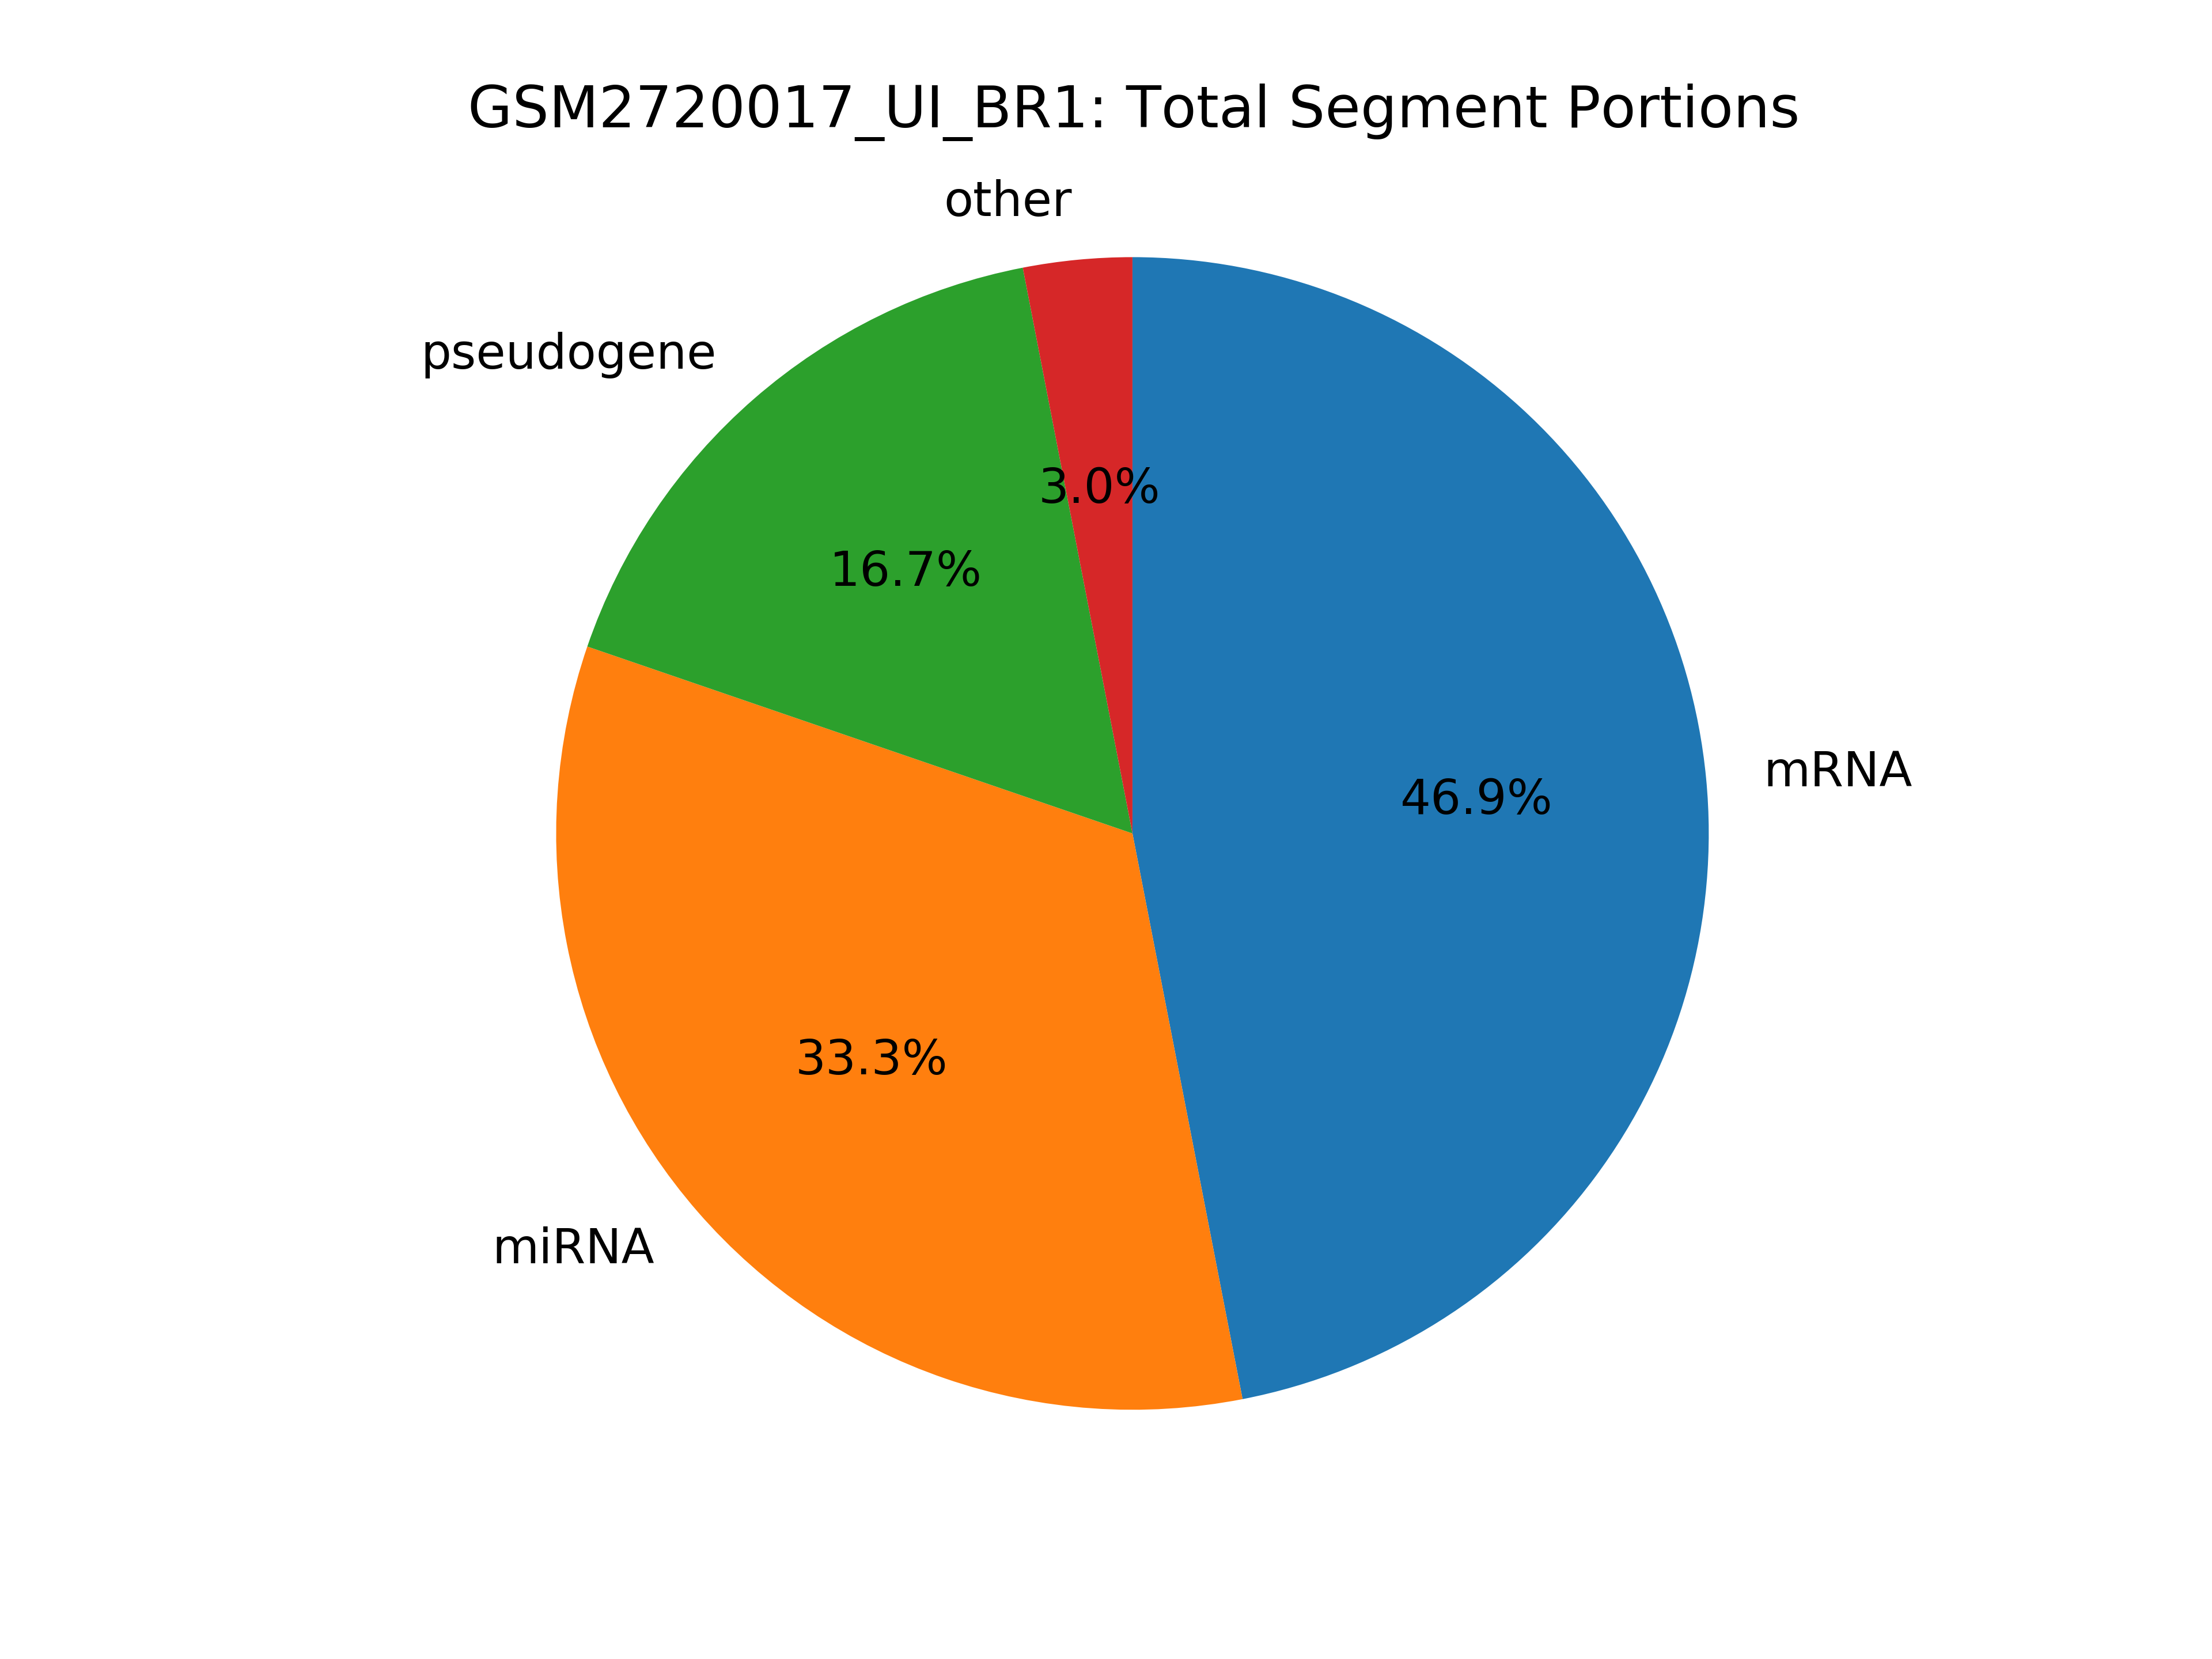 GSM2720017_UI_BR1: Total Segment Portions
other
pseudogene
3.0%
16.7%
mRNA
46.9%
33.3%
miRNA